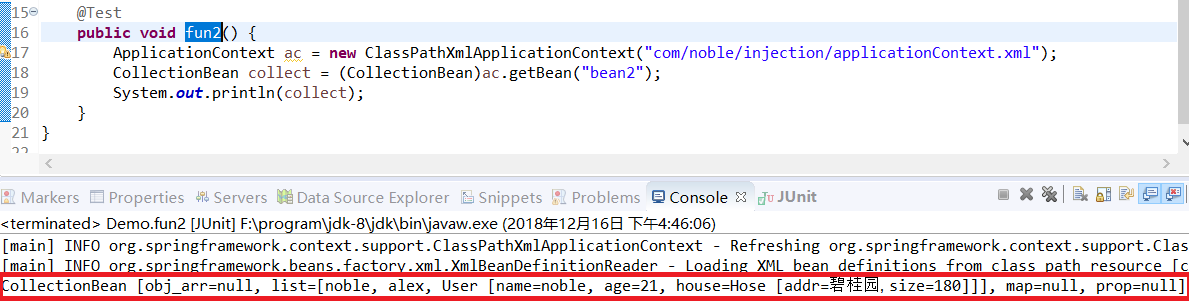 15 @Test
16 public void fun2() {
17 ApplicationContext ac = new ClassPathXmlApplicationContext("com/noble/injection/applicationContext.xml");
18 CollectionBean collect = (CollectionBean)ac.getBean("bean2");
19 System.out.println(collect);
20 }
21 }
Markers Properties Servers Data Source Explorer Snippets Problems Console JUnit
<terminated> Demo.fun2 [JUnit] F:\program\jdk-8\jdk\bin\javaw.exe (2018年12月16日 下午4:46:06)
[main] INFO org.springframework.context.support.ClassPathXmlApplicationContext - Refreshing org.springframework.context.support.Clas
[main] INFO org.springframework.beans.factory.xml.XmlBeanDefinitionReader - Loading XML bean definitions from class path resource [c
CollectionBean [obj_arr=null, list=[noble, alex, User [name=noble, age=21, house=Hose [addr=碧桂园,size=180]]], map=null, prop=null]